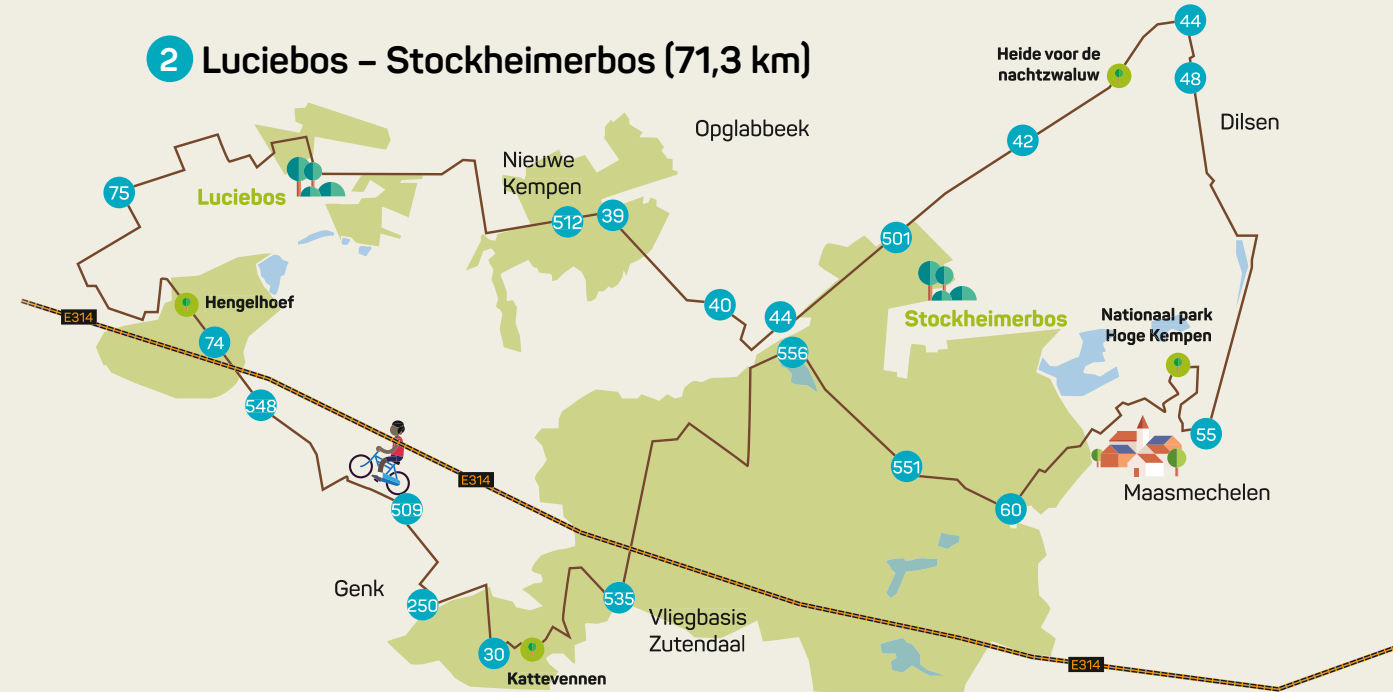 2 Luciebos – Stockheimerbos (71,3 km)
44
Heide voor de
nachtzwaluw
48
Dilsen
Opglabbeek
42
Nieuwe
Kempen
75
Luciebos
512
39
501
Hengelhoef
E314
40
44
Stockheimerbos
Nationaal park
Hoge Kempen
74
556
548
55
551
E314
Maasmechelen
509
60
Genk
250
535
Vliegbasis
Zutendaal
30
Kattevennen
E314